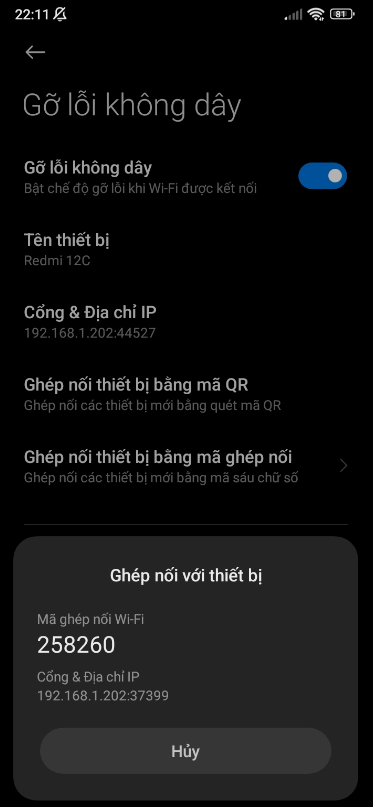 22:11
81
Gỡ lỗi không dây
Gỡ lỗi không dây
Bật chế độ gỡ lỗi khi Wi-Fi được kết nối
Tên thiết bị
Redmi 12C
Cổng & Địa chỉ IP
192.168.1.202:44527
Ghép nối thiết bị bằng mã QR
Ghép nối các thiết bị mới bằng quét mã QR
Ghép nối thiết bị bằng mã ghép nối
Ghép nối các thiết bị mới bằng mã sáu chữ số
Ghép nối với thiết bị
Mã ghép nối Wi-Fi
258260
Cổng & Địa chỉ IP
192.168.1.202:37399
Hủy